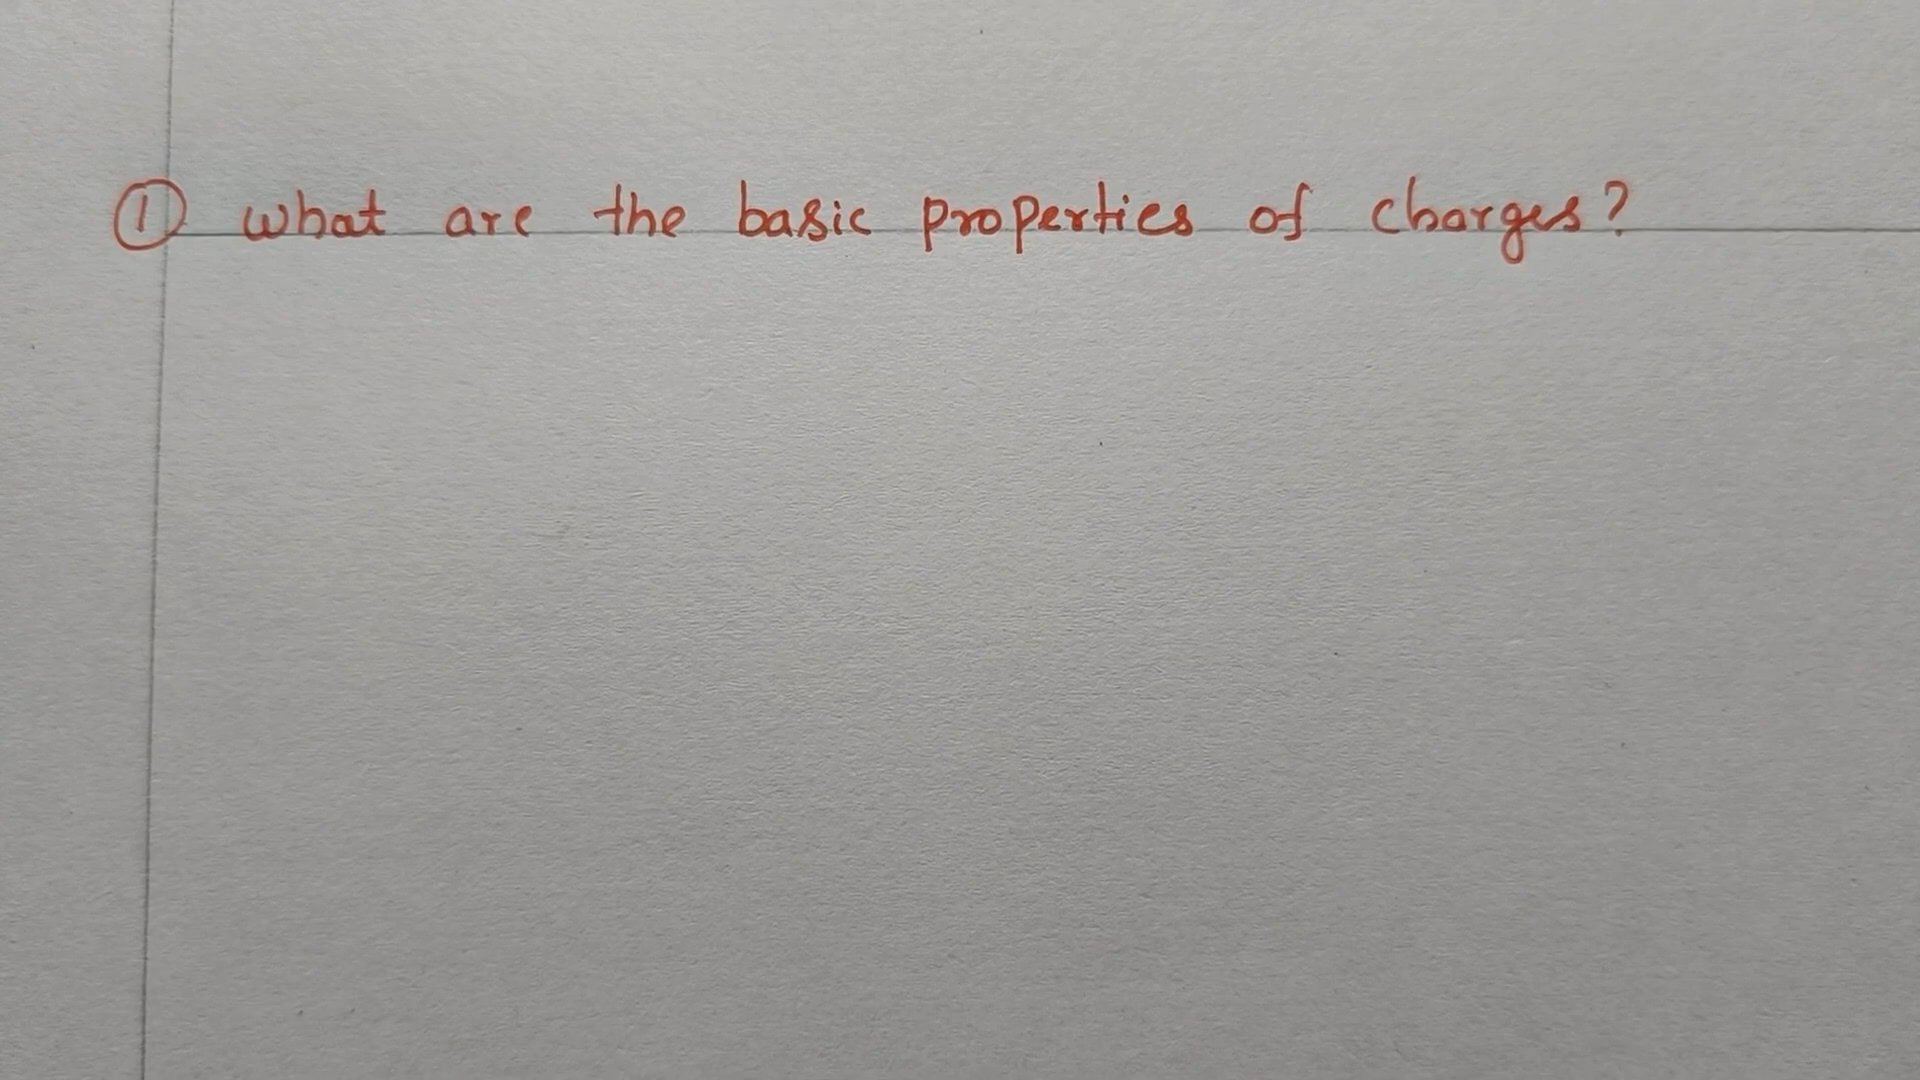 ① What are the basic properties of charges?